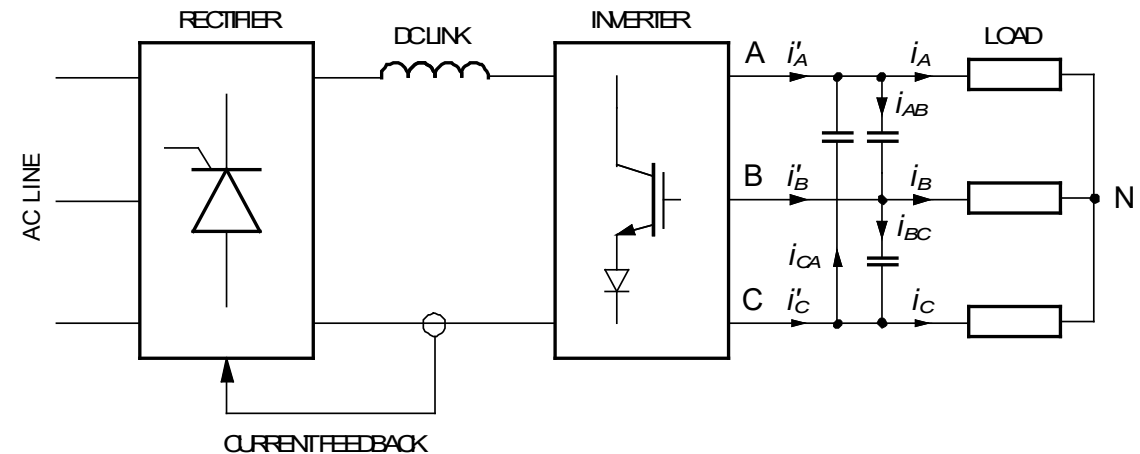 RECTIFIER
DC LINK
INVERTER
LOAD
A i'A iA
iAB
B i'B iB
N
iBC
iCA
C i'C iC
AC LINE
CURRENT FEEDBACK